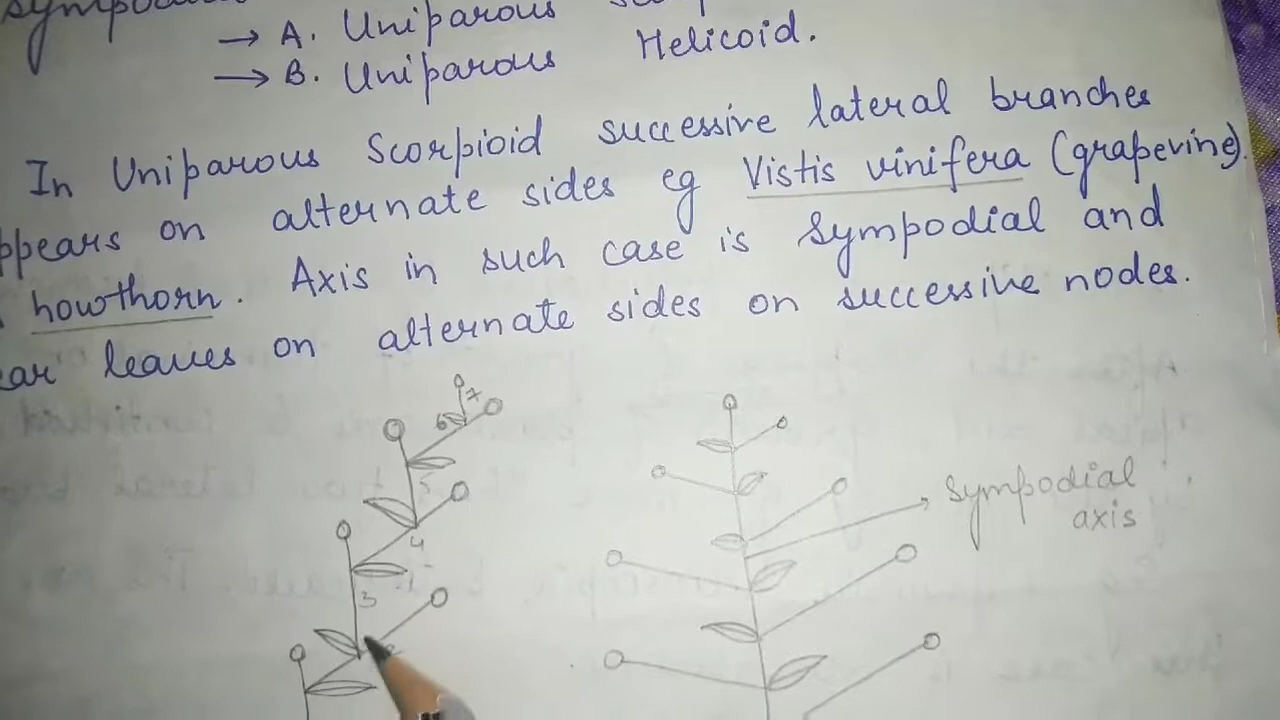 → A. Uniparous
→ B. Uniparous Helicoid.
In Uniparous Scorpioid successive lateral branches
ppears on alternate sides eg Vistis vinifera (grapevine).
howthorn. Axis in such case is sympodial and
ear leaves on alternate sides on successive nodes.
7
6
5
4
3
sympodial
axis